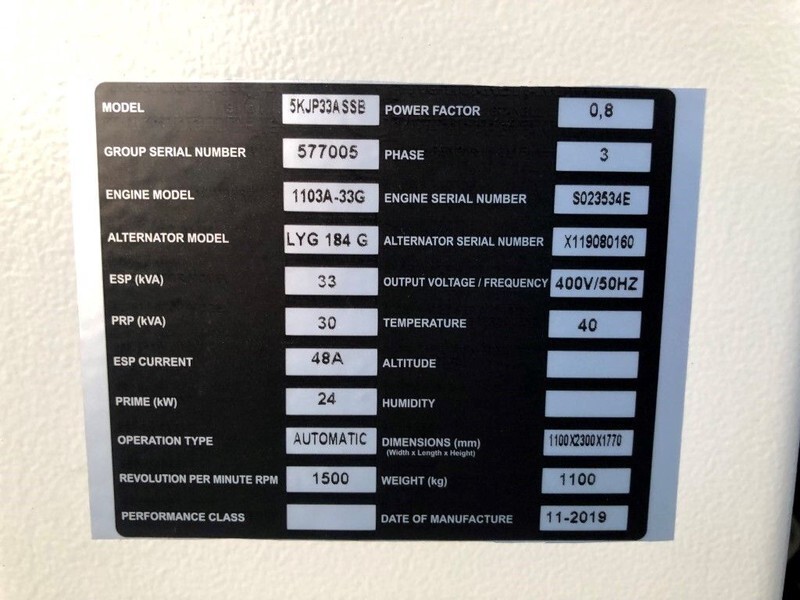 MODEL 5KJP33ASSB POWER FACTOR 0,8
GROUP SERIAL NUMBER 577005 PHASE 3
ENGINE MODEL 1103A-33G ENGINE SERIAL NUMBER S023534E
ALTERNATOR MODEL LYG 184 G ALTERNATOR SERIAL NUMBER X119080160
ESP (kVA) 33 OUTPUT VOLTAGE / FREQUENCY 400V/50HZ
PRP (kVA) 30 TEMPERATURE 40
ESP CURRENT 48A ALTITUDE
PRIME (kW) 24 HUMIDITY
OPERATION TYPE AUTOMATIC DIMENSIONS (mm) 1100X2300X1770
(Width x Length x Height)
REVOLUTION PER MINUTE RPM 1500 WEIGHT (kg) 1100
PERFORMANCE CLASS DATE OF MANUFACTURE 11-2019